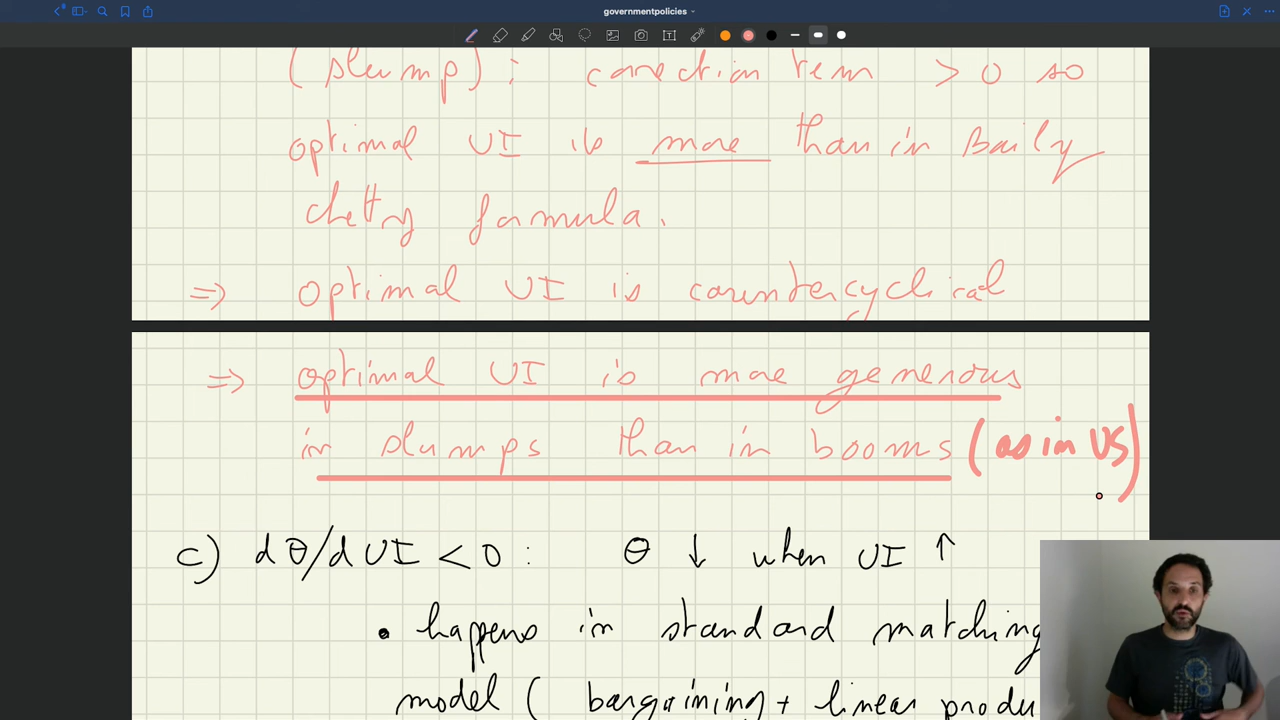 governmentpolicies
(slump): correction term > 0 so
optimal UI is more than in Baily
chetty formula.
⇒ optimal UI is countercyclical
⇒ optimal UI is more generous
in slumps than in booms (as in US)
c) dθ/dUI < 0 : θ ↓ when UI ↑
• happens in standard matching
model ( bargaining + linear produ